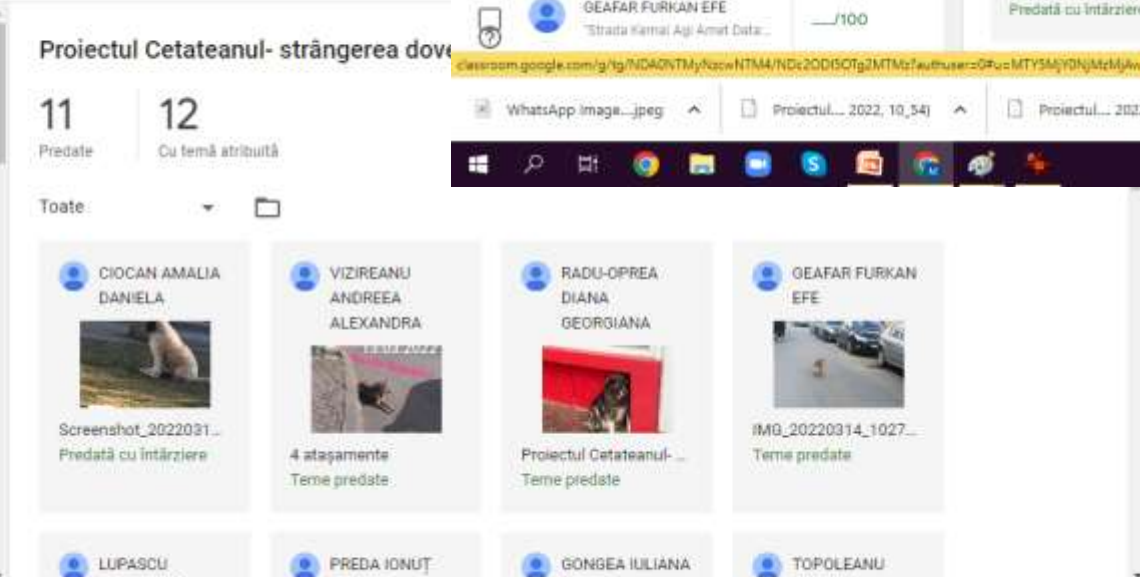 Proiectul Cetateanul- strângerea dove
11
Predate
12
Cu temă atribuită
Toate
GEAFAR FURKAN EFE
"Strada Kemal Agi Amet Data:...
__/100
Predată cu întârziere
WhatsApp Image....jpeg
Proiectul.... 2022, 10_54)
Proiectul.... 202
CIOCAN AMALIA
DANIELA
Screenshot_2022031...
Predată cu întârziere
VIZIREANU
ANDREEA
ALEXANDRA
4 atașamente
Teme predate
RADU-OPREA
DIANA
GEORGIANA
Proiectul Cetateanul- ...
Teme predate
GEAFAR FURKAN
EFE
IMG_20220314_1027...
Teme predate
LUPASCU
PREDA IONUȚ
GONGEA IULIANA
TOPOLEANU